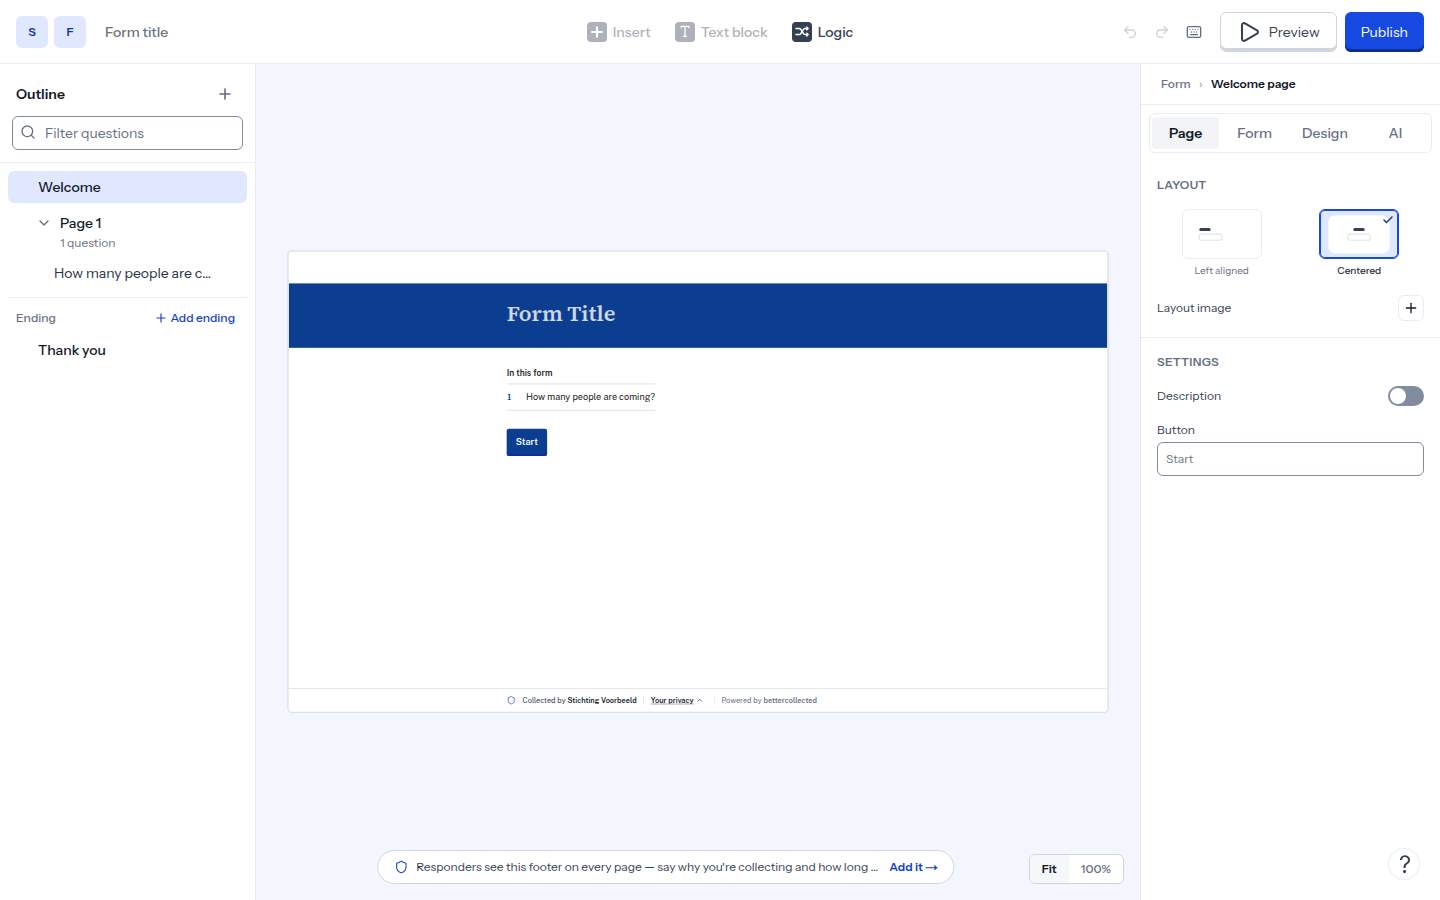 S F Form title
Insert Text block Logic
Preview Publish
Outline
Filter questions
Welcome
Page 1
1 question
How many people are c...
Ending Add ending
Thank you
Form Title
In this form
1 How many people are coming?
Start
Collected by Stichting Voorbeeld Your privacy Powered by bettercollected
Responders see this footer on every page — say why you're collecting and how long ... Add it →
Fit 100%
Form › Welcome page
Page Form Design AI
LAYOUT
Left aligned Centered
Layout image
SETTINGS
Description
Button
Start
?